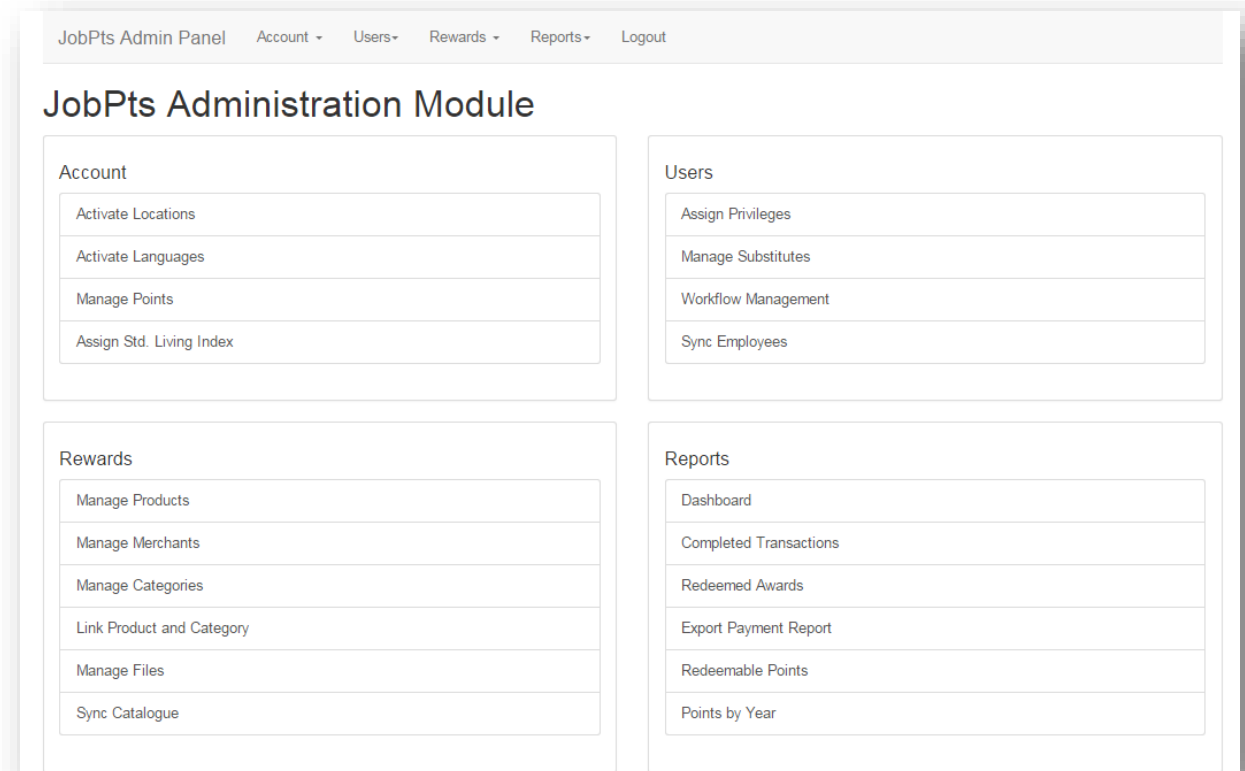 JobPts Admin Panel Account Users Rewards Reports Logout
JobPts Administration Module
Account
Activate Locations
Activate Languages
Manage Points
Assign Std. Living Index
Users
Assign Privileges
Manage Substitutes
Workflow Management
Sync Employees
Rewards
Manage Products
Manage Merchants
Manage Categories
Link Product and Category
Manage Files
Sync Catalogue
Reports
Dashboard
Completed Transactions
Redeemed Awards
Export Payment Report
Redeemable Points
Points by Year